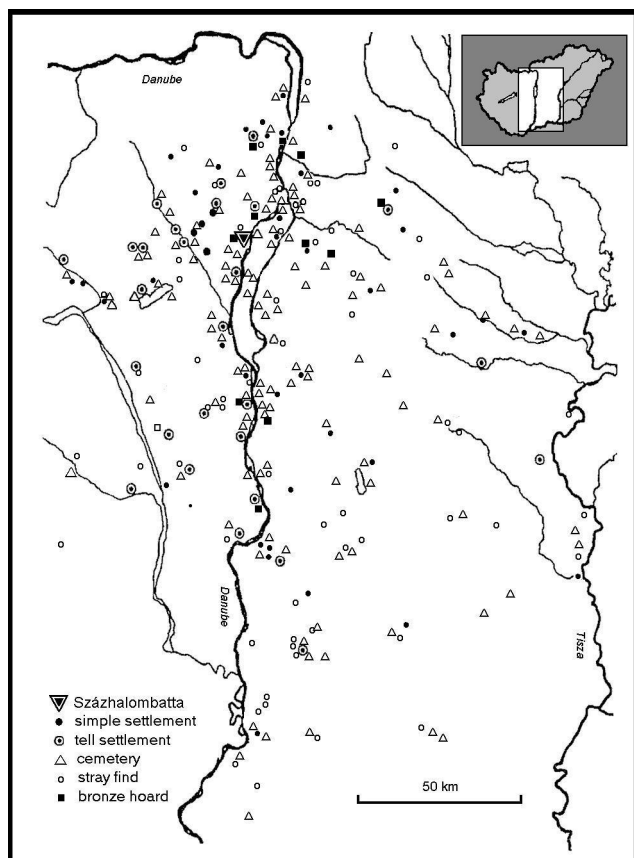 Danube
Danube
Tisza
Százhalombatta
simple settlement
tell settlement
cemetery
stray find
bronze hoard
50 km